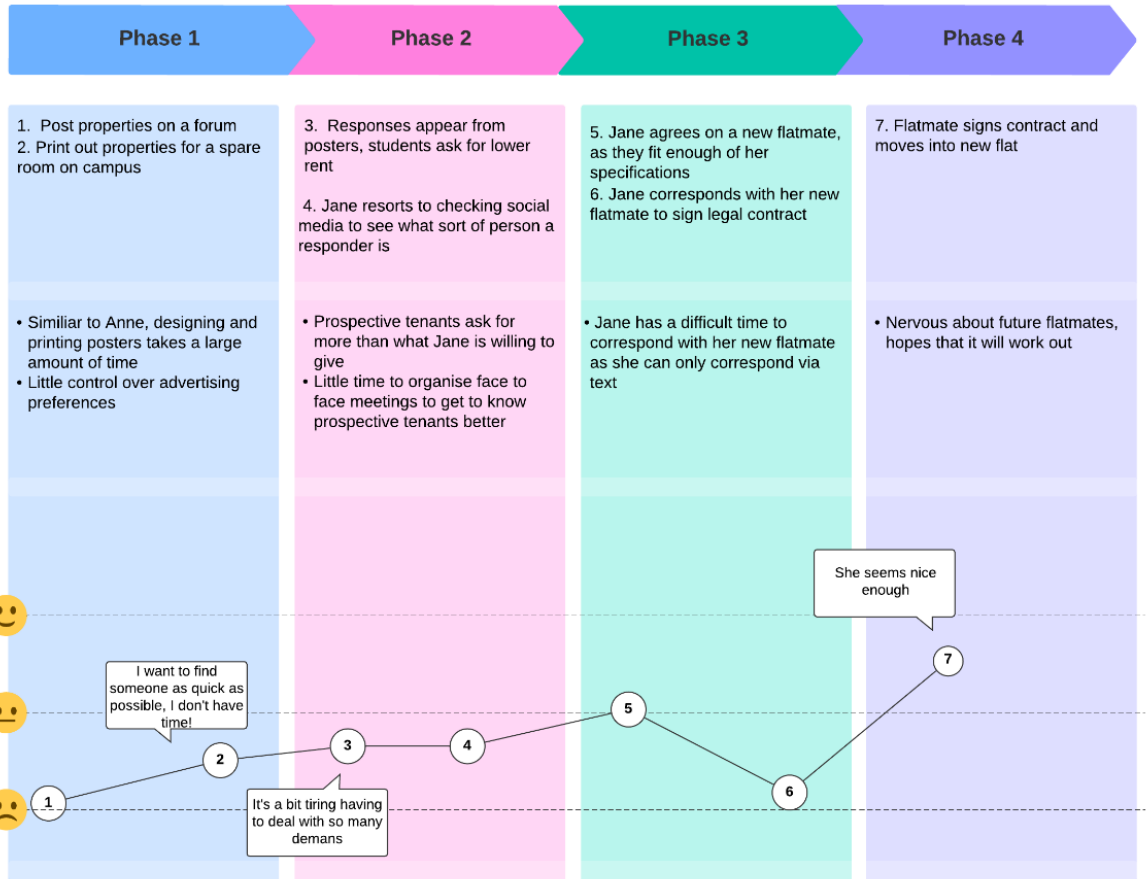 Phase 1
Phase 2
Phase 3
Phase 4
1. Post properties on a forum
2. Print out properties for a spare
room on campus
3. Responses appear from
posters, students ask for lower
rent
4. Jane resorts to checking social
media to see what sort of person a
responder is
5. Jane agrees on a new flatmate,
as they fit enough of her
specifications
6. Jane corresponds with her new
flatmate to sign legal contract
7. Flatmate signs contract and
moves into new flat
• Similiar to Anne, designing and
printing posters takes a large
amount of time
• Little control over advertising
preferences
• Prospective tenants ask for
more than what Jane is willing to
give
• Little time to organise face to
face meetings to get to know
prospective tenants better
• Jane has a difficult time to
correspond with her new flatmate
as she can only correspond via
text
• Nervous about future flatmates,
hopes that it will work out
She seems nice
enough
I want to find
someone as quick as
possible, I don't have
time!
1
2
3
4
5
6
7
It's a bit tiring having
to deal with so many
demans